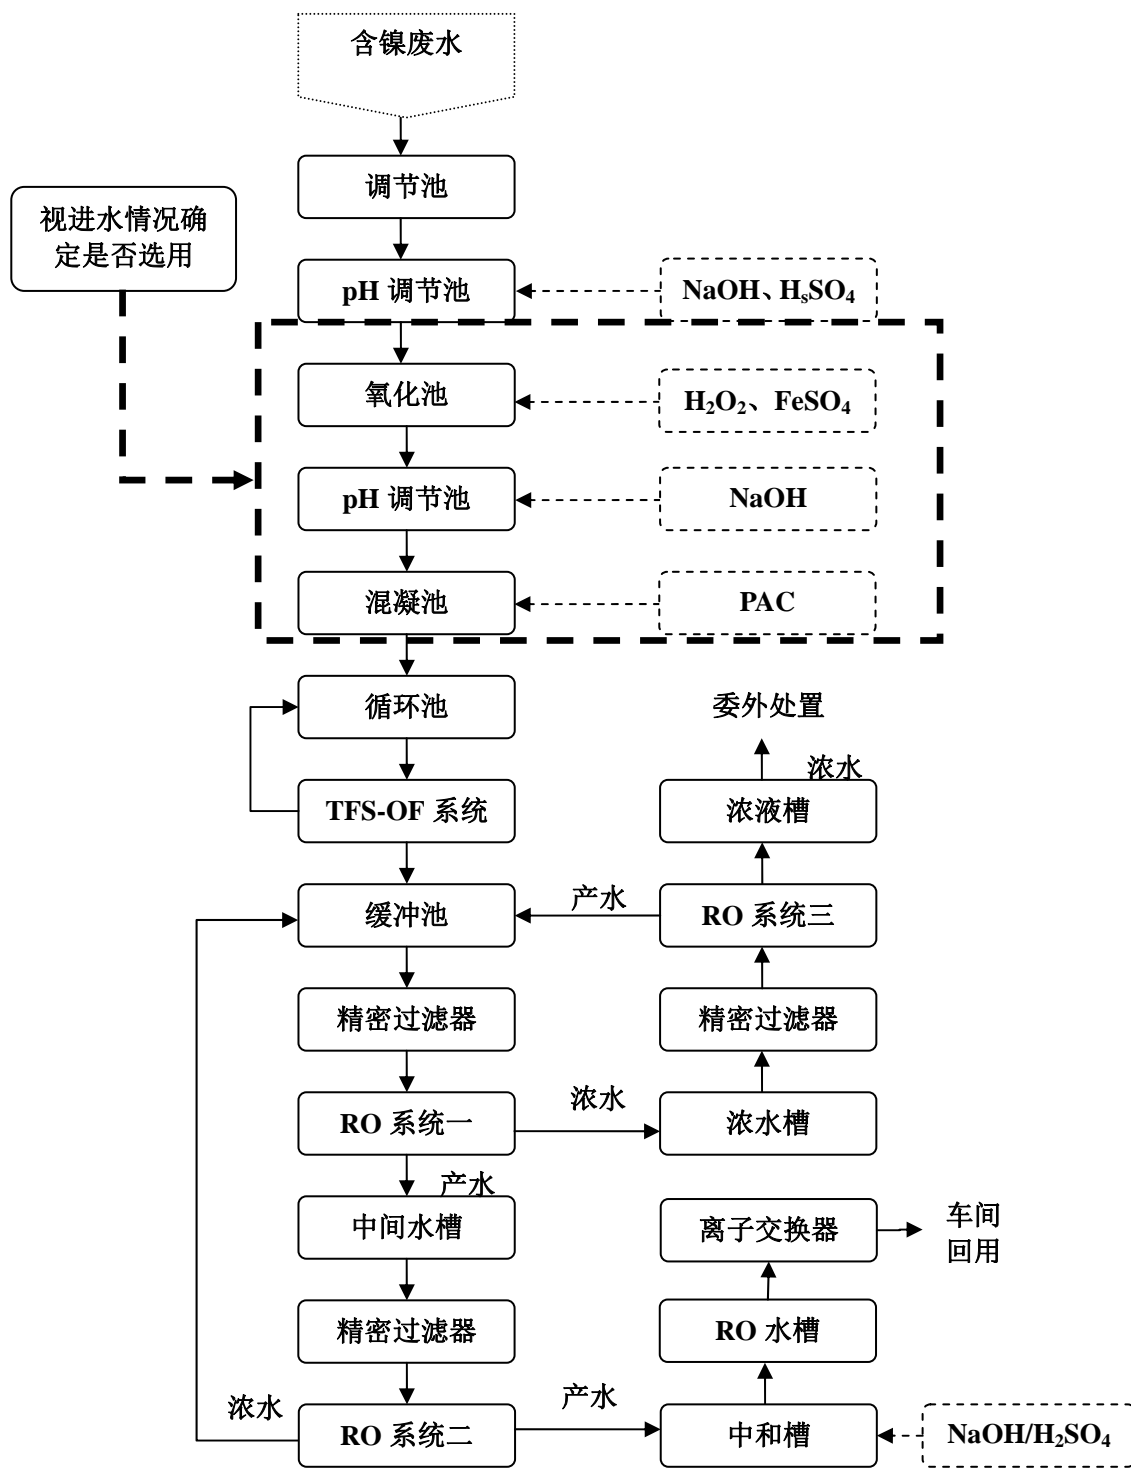 含镍废水
调节池
视进水情况确
定是否选用
pH 调节池
NaOH、HₛSO₄
氧化池
H₂O₂、FeSO₄
pH 调节池
NaOH
混凝池
PAC
循环池
委外处置
浓水
TFS-OF 系统
浓液槽
缓冲池
产水
RO 系统三
精密过滤器
精密过滤器
RO 系统一
浓水
浓水槽
产水
中间水槽
离子交换器
车间
回用
精密过滤器
RO 水槽
浓水
RO 系统二
产水
中和槽
NaOH/H₂SO₄